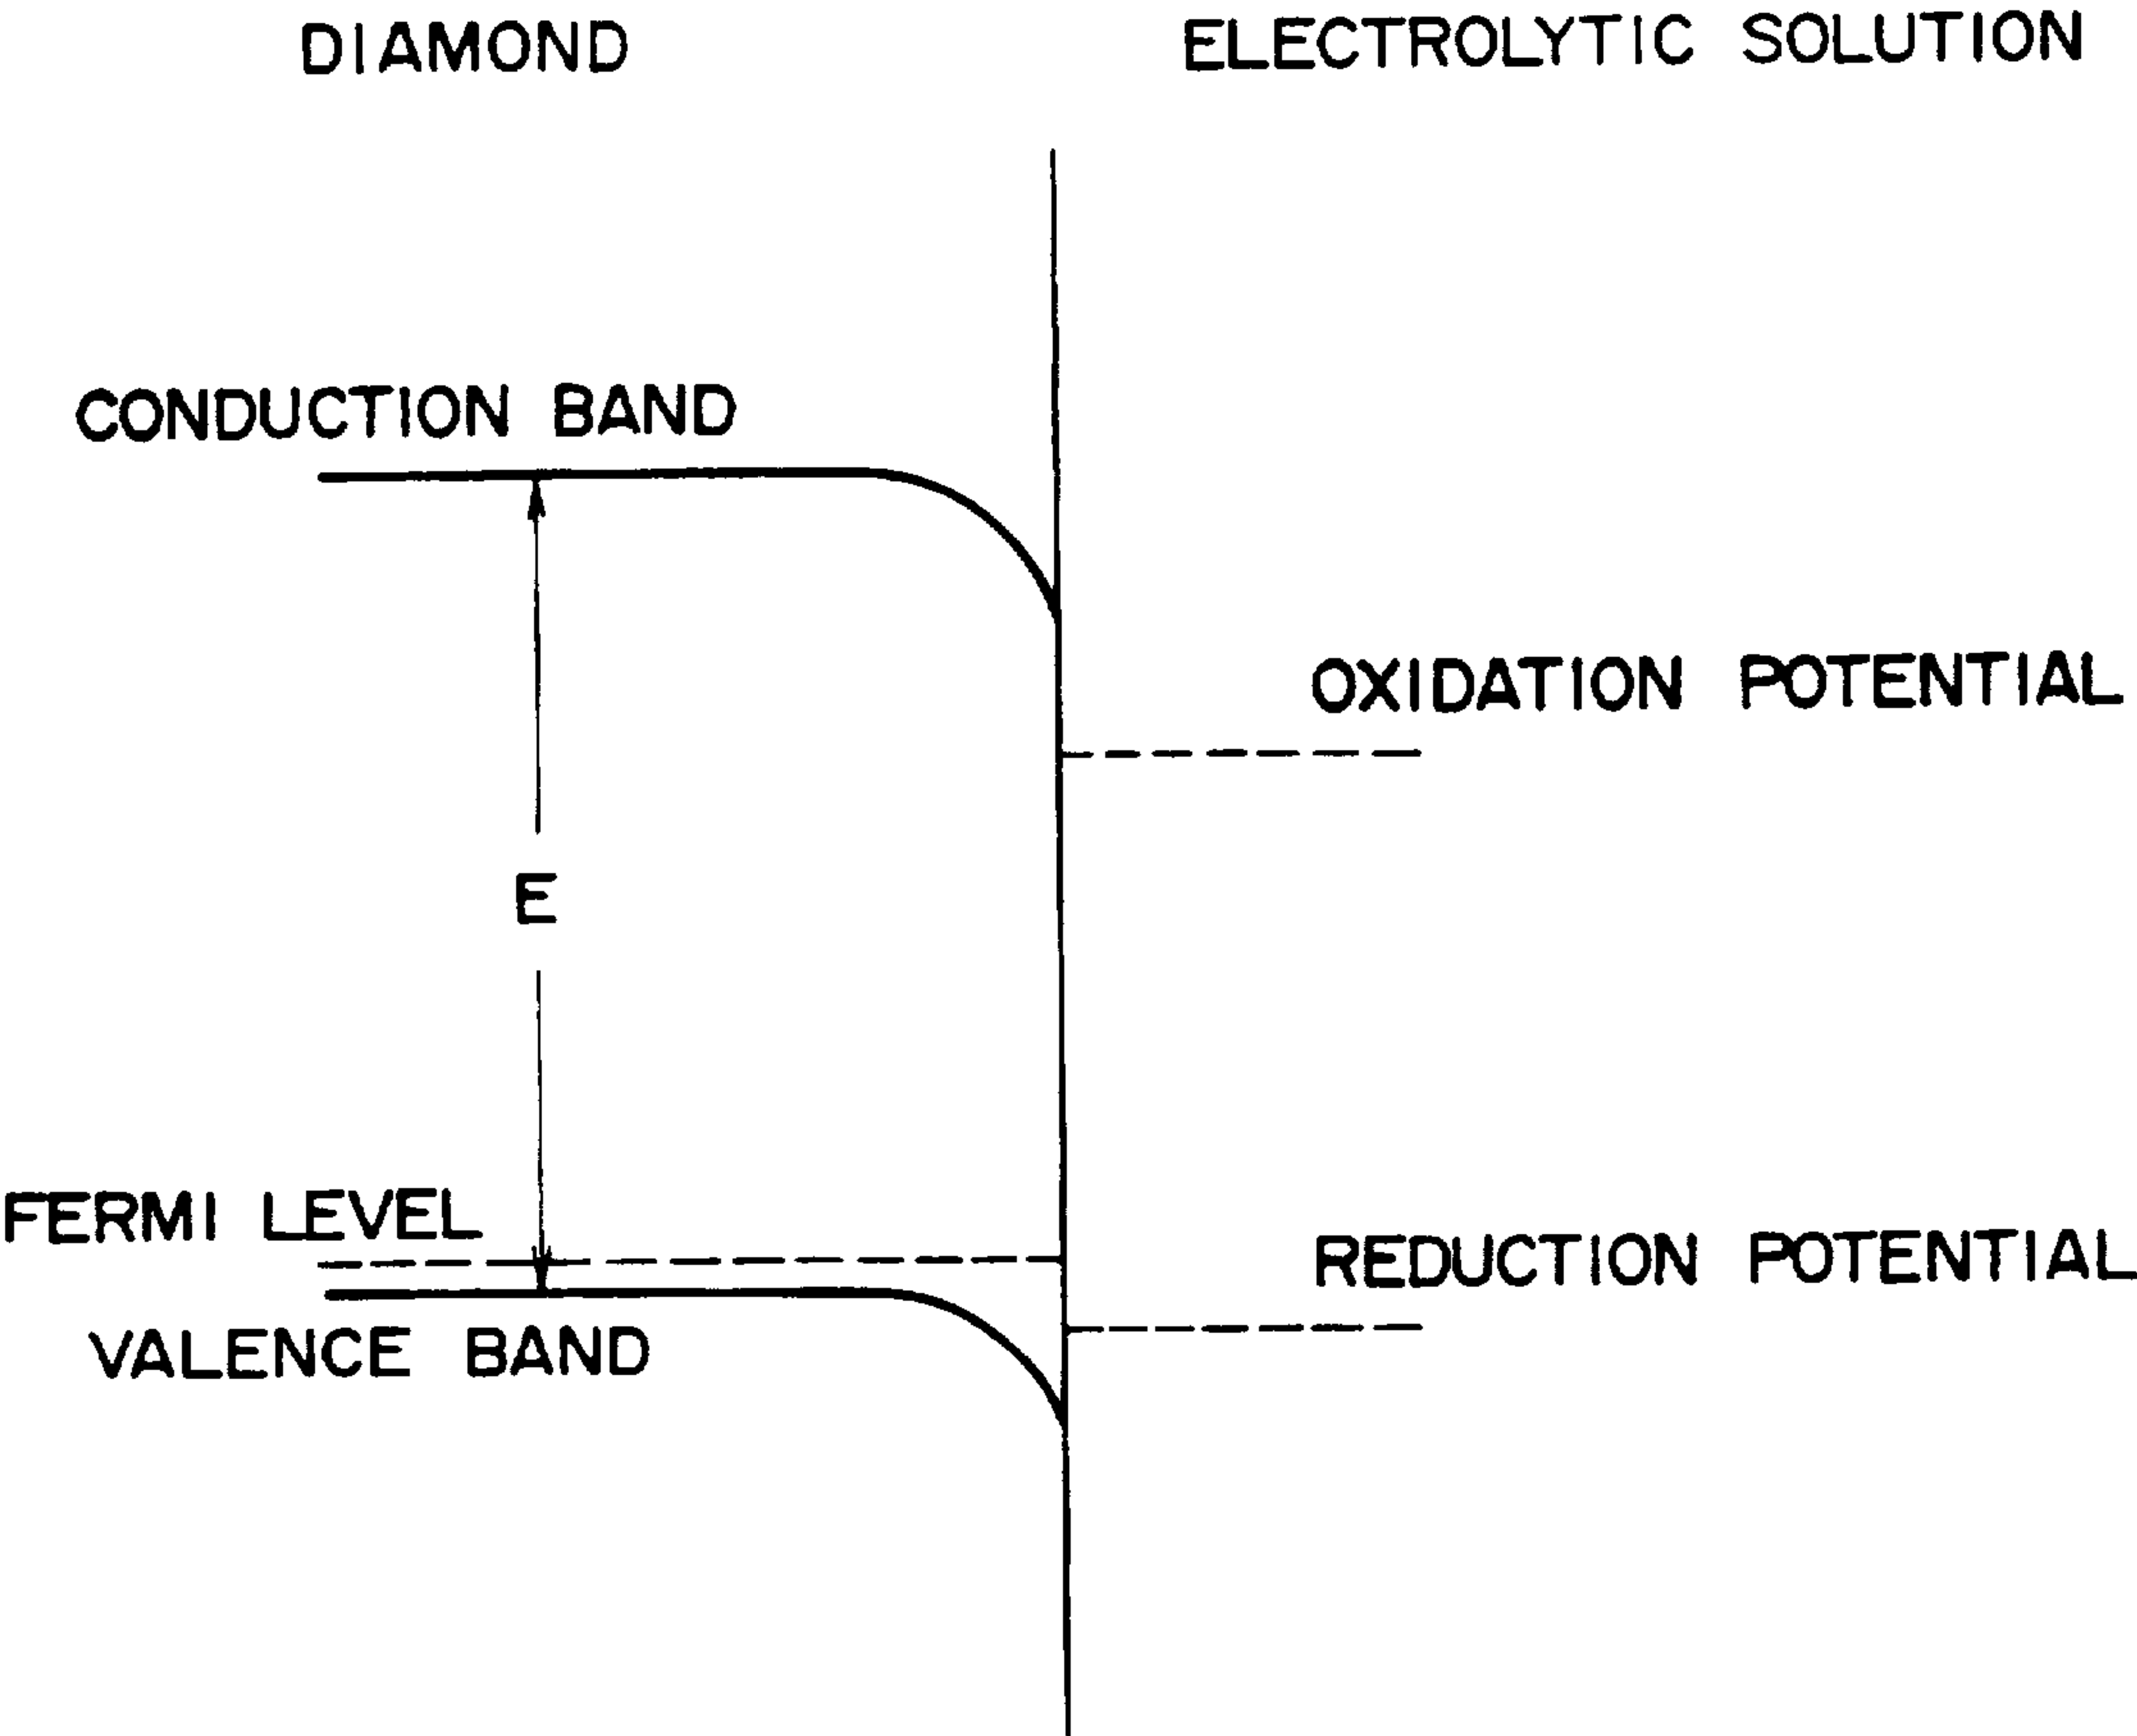 DIAMOND
ELECTROLYTIC SOLUTION
CONDUCTION BAND
OXIDATION POTENTIAL
E
FERMI LEVEL
REDUCTION POTENTIAL
VALENCE BAND